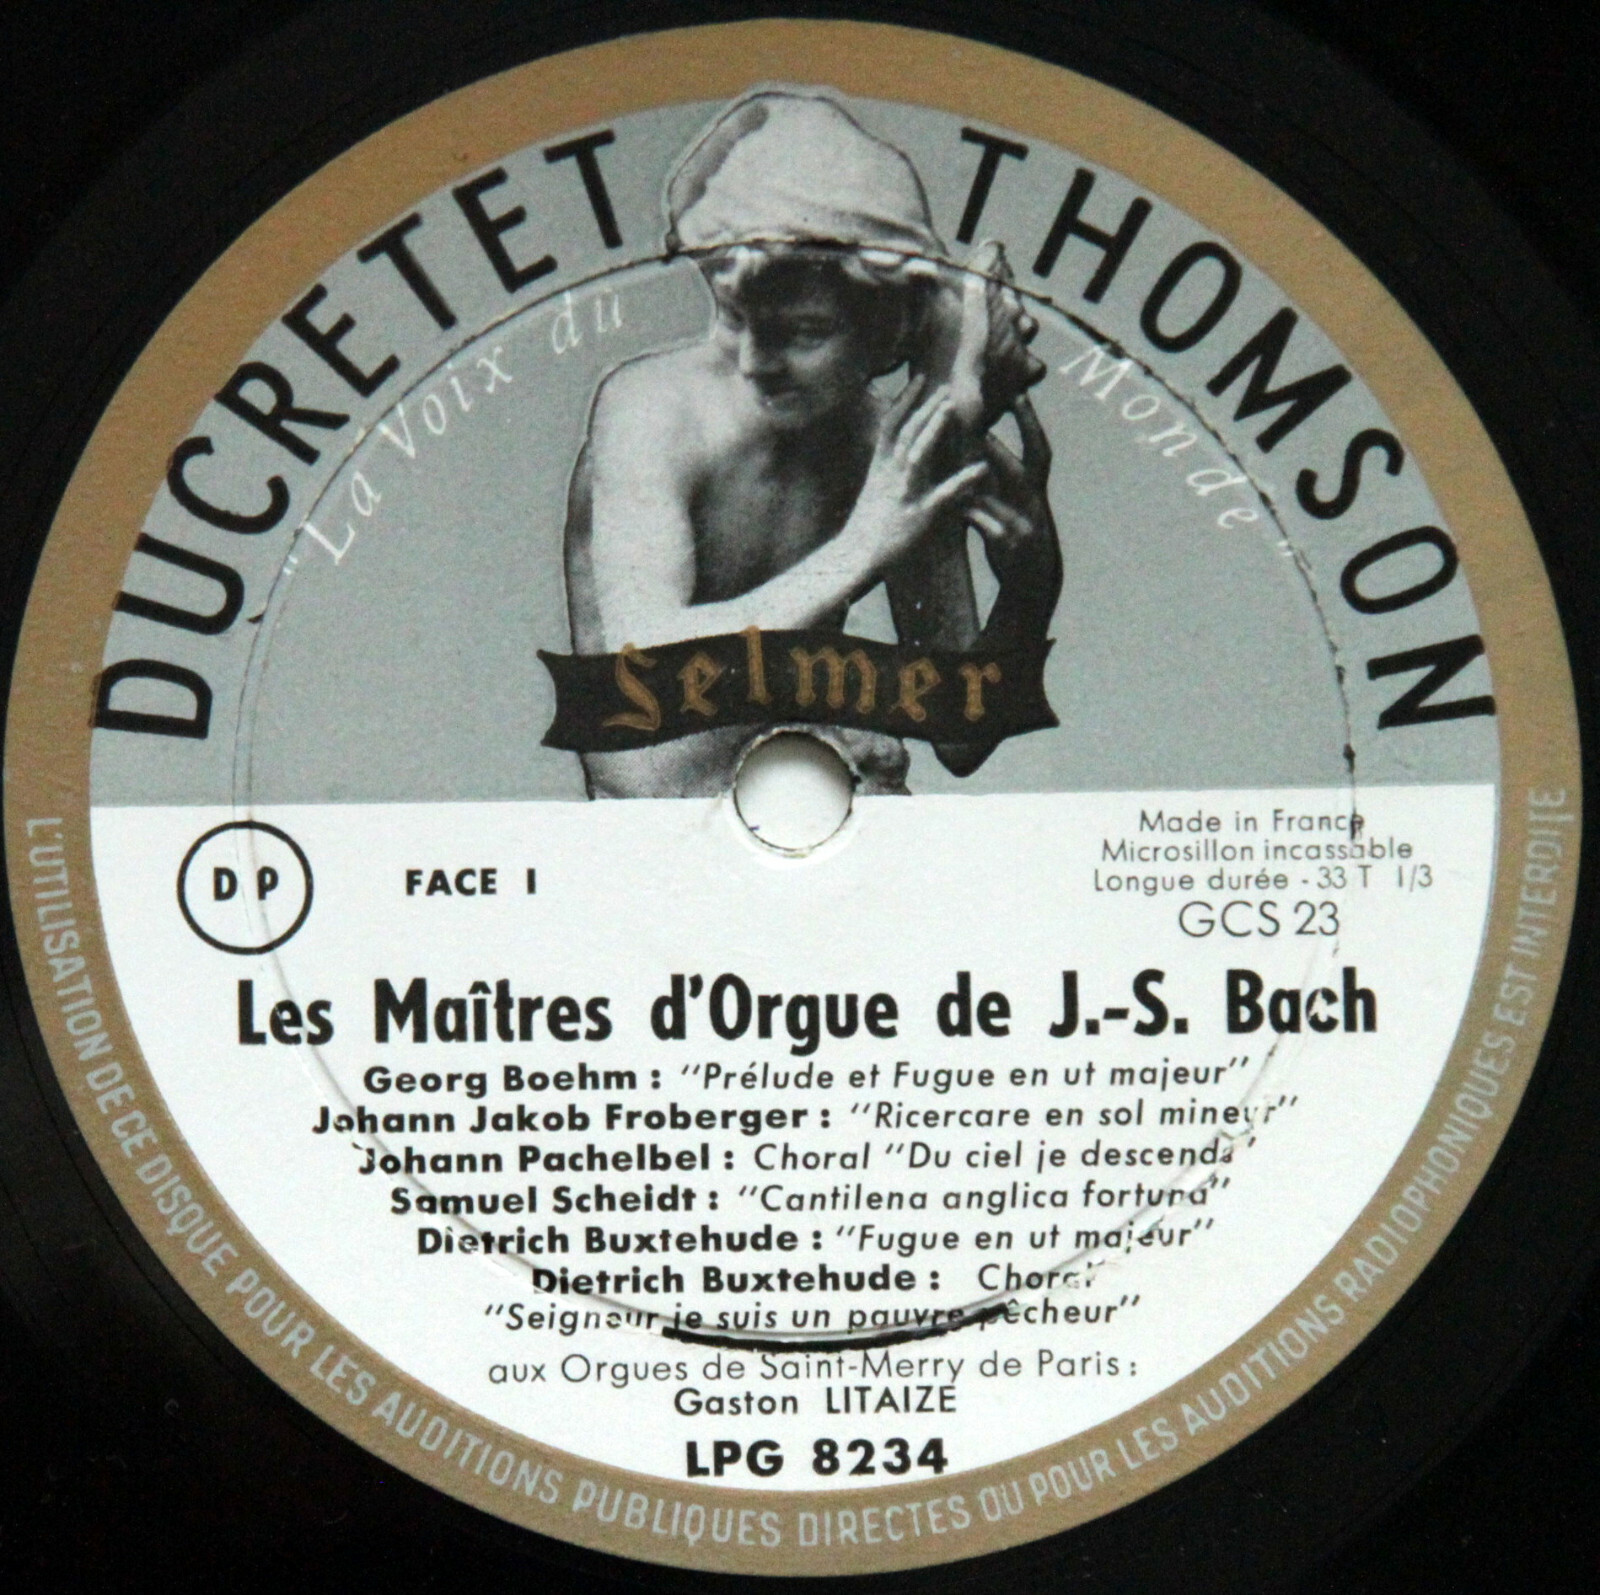 DUCRETET THOMSON
"La Voix du Monde"
Selmer
D P
FACE I
Made in France
Microsillon incassable
Longue durée - 33 T 1/3
GCS 23
Les Maîtres d'Orgue de J.-S. Bach
Georg Boehm : "Prélude et Fugue en ut majeur"
Johann Jakob Froberger : "Ricercare en sol mineur"
Johann Pachelbel : Choral "Du ciel je descends"
Samuel Scheidt : "Cantilena anglica fortuna"
Dietrich Buxtehude : "Fugue en ut majeur"
Dietrich Buxtehude : Choral
"Seigneur je suis un pauvre pêcheur"
aux Orgues de Saint-Merry de Paris :
Gaston LITAIZE
LPG 8234
L'UTILISATION DE CE DISQUE POUR LES AUDITIONS PUBLIQUES DIRECTES OU POUR LES AUDITIONS RADIOPHONIQUES EST INTERDITE